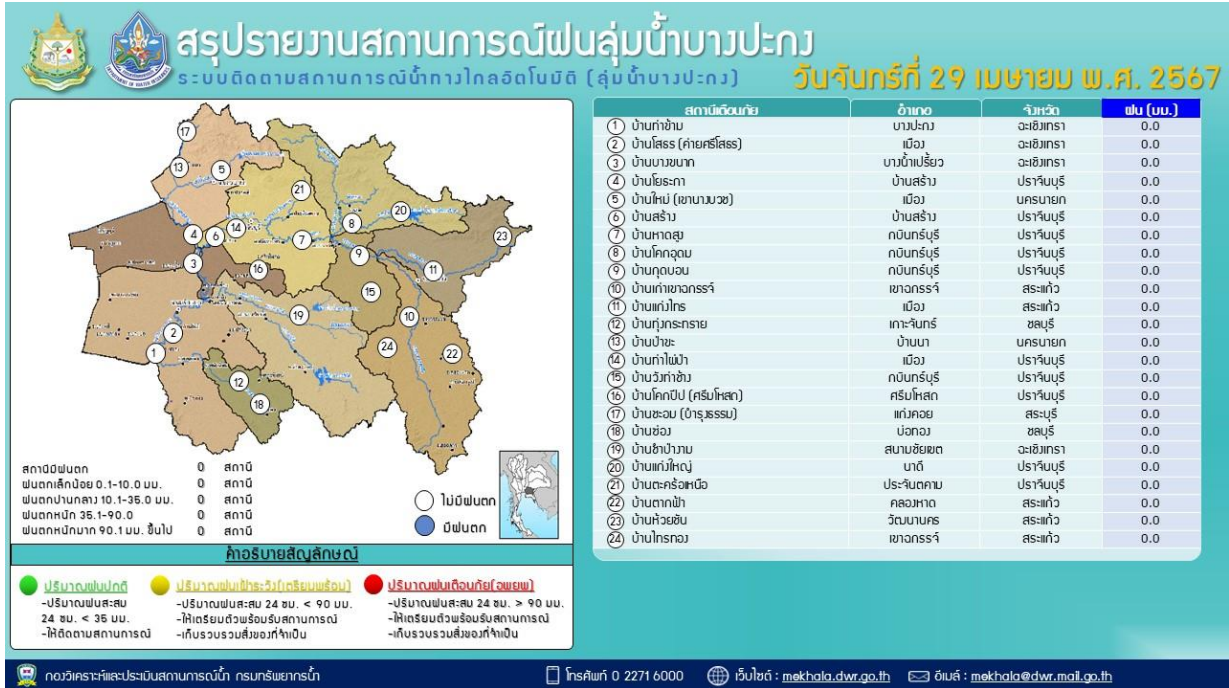 สรุปรายงานสถานการณ์ฝนลุ่มน้ำบางปะกง
ระบบติดตามสถานการณ์น้ำทางไกลอัตโนมัติ (ลุ่มน้ำบางปะกง)
วันจันทร์ที่ 29 เมษายน พ.ศ. 2567
สถานีเตือนภัย อำเภอ จังหวัด ฝน (มม.)
1 บ้านท่าข้าม บางปะกง ฉะเชิงเทรา 0.0
2 บ้านโสธร (ค่ายศรีโสธร) เมือง ฉะเชิงเทรา 0.0
3 บ้านบางขนาก บางน้ำเปรี้ยว ฉะเชิงเทรา 0.0
4 บ้านโยธะกา บ้านสร้าง ปราจีนบุรี 0.0
5 บ้านใหม่ (เขานางบวช) เมือง นครนายก 0.0
6 บ้านสร้าง บ้านสร้าง ปราจีนบุรี 0.0
7 บ้านหาดสูง กบินทร์บุรี ปราจีนบุรี 0.0
8 บ้านโคกอุดม กบินทร์บุรี ปราจีนบุรี 0.0
9 บ้านกุดบอน กบินทร์บุรี ปราจีนบุรี 0.0
10 บ้านเก่าเขาฉกรรจ์ เขาฉกรรจ์ สระแก้ว 0.0
11 บ้านแก่งไทร เมือง สระแก้ว 0.0
12 บ้านทุ่งกระทราย เกาะจันทร์ ชลบุรี 0.0
13 บ้านป่าขะ บ้านนา นครนายก 0.0
14 บ้านท่าไผ่ป่า เมือง ปราจีนบุรี 0.0
15 บ้านวังท่าช้าง กบินทร์บุรี ปราจีนบุรี 0.0
16 บ้านโคกปีป (ศรีมโหสถ) ศรีมโหสถ ปราจีนบุรี 0.0
17 บ้านชะอม (บำรุงธรรม) แก่งคอย สระบุรี 0.0
18 บ้านช่อง บ่อทอง ชลบุรี 0.0
19 บ้านชำป่างาม สนามชัยเขต ฉะเชิงเทรา 0.0
20 บ้านแก่งใหญ่ นาดี ปราจีนบุรี 0.0
21 บ้านตะคร้อเหนือ ประจันตคาม ปราจีนบุรี 0.0
22 บ้านตากฟ้า คลองหาด สระแก้ว 0.0
23 บ้านห้วยชัน วัฒนานคร สระแก้ว 0.0
24 บ้านไทรทอง เขาฉกรรจ์ สระแก้ว 0.0
สถานีมีฝนตก 0 สถานี
ฝนตกเล็กน้อย 0.1-10.0 มม. 0 สถานี
ฝนตกปานกลาง 10.1-35.0 มม. 0 สถานี
ฝนตกหนัก 35.1-90.0 0 สถานี
ฝนตกหนักมาก 90.1 มม. ขึ้นไป 0 สถานี
ไม่มีฝนตก
มีฝนตก
คำอธิบายสัญลักษณ์
ปริมาณฝนปกติ
-ปริมาณฝนสะสม
24 ชม. < 35 มม.
-ให้ติดตามสถานการณ์
ปริมาณฝนเฝ้าระวัง(เตรียมพร้อม)
-ปริมาณฝนสะสม 24 ชม. < 90 มม.
-ให้เตรียมตัวพร้อมรับสถานการณ์
-เก็บรวบรวมสิ่งของที่จำเป็น
ปริมาณฝนเตือนภัย(อพยพ)
-ปริมาณฝนสะสม 24 ชม. > 90 มม.
-ให้เตรียมตัวพร้อมรับสถานการณ์
-เก็บรวบรวมสิ่งของที่จำเป็น
กองวิเคราะห์และประเมินสถานการณ์น้ำ กรมทรัพยากรน้ำ
โทรศัพท์ 0 2271 6000
เว็บไซต์ : mekhala.dwr.go.th
อีเมล์ : mekhala@dwr.mail.go.th